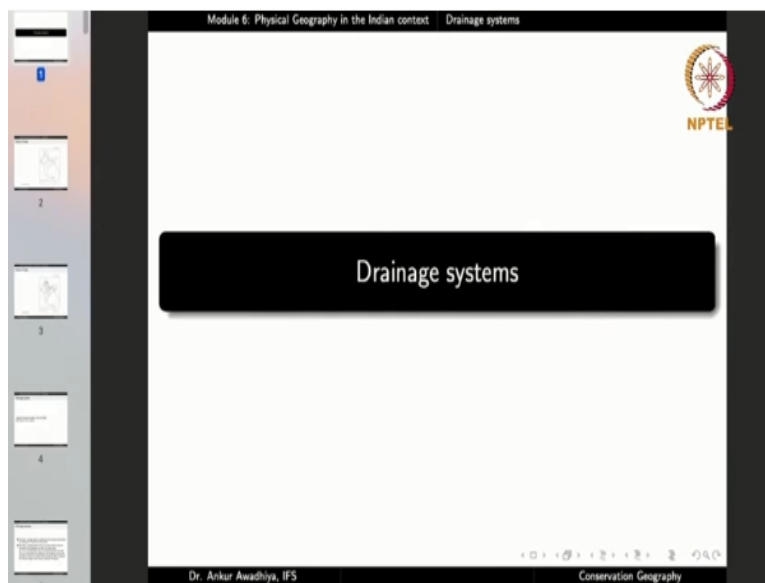 Module 6: Physical Geography in the Indian context Drainage systems
NPTEL
Drainage systems
1
2
3
4
Dr. Ankur Awadhiya, IFS Conservation Geography